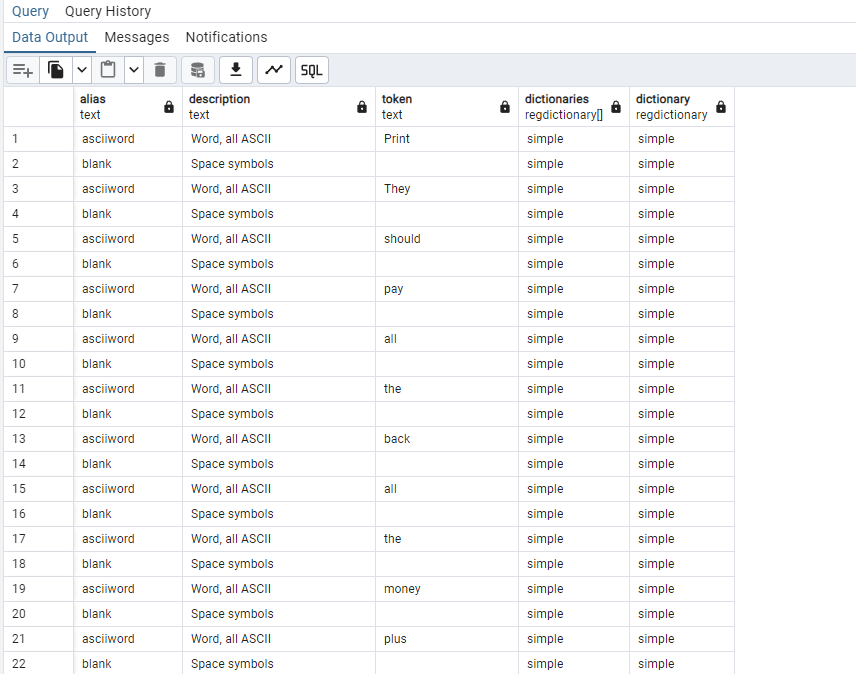 Query Query History
Data Output Messages Notifications
SQL
alias description token dictionaries dictionary
text text text regdictionary[] regdictionary
1 asciiword Word, all ASCII Print simple simple
2 blank Space symbols simple simple
3 asciiword Word, all ASCII They simple simple
4 blank Space symbols simple simple
5 asciiword Word, all ASCII should simple simple
6 blank Space symbols simple simple
7 asciiword Word, all ASCII pay simple simple
8 blank Space symbols simple simple
9 asciiword Word, all ASCII all simple simple
10 blank Space symbols simple simple
11 asciiword Word, all ASCII the simple simple
12 blank Space symbols simple simple
13 asciiword Word, all ASCII back simple simple
14 blank Space symbols simple simple
15 asciiword Word, all ASCII all simple simple
16 blank Space symbols simple simple
17 asciiword Word, all ASCII the simple simple
18 blank Space symbols simple simple
19 asciiword Word, all ASCII money simple simple
20 blank Space symbols simple simple
21 asciiword Word, all ASCII plus simple simple
22 blank Space symbols simple simple